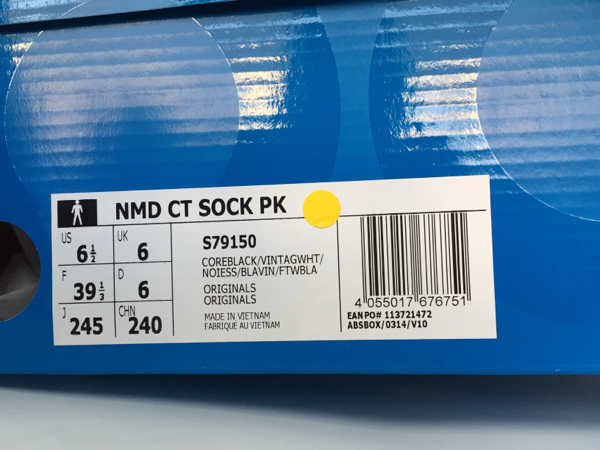 NMD CT SOCK PK
US 6½ UK 6
F 39⅓ D 6
J 245 CHN 240
S79150
COREBLACK/VINTAGWHT/
NOIESS/BLAVIN/FTWBLA
ORIGINALS
ORIGINALS
MADE IN VIETNAM
FABRIQUÉ AU VIETNAM
4 055017 676751
EAN PO# 113721472
ABSBOX/0314/V10